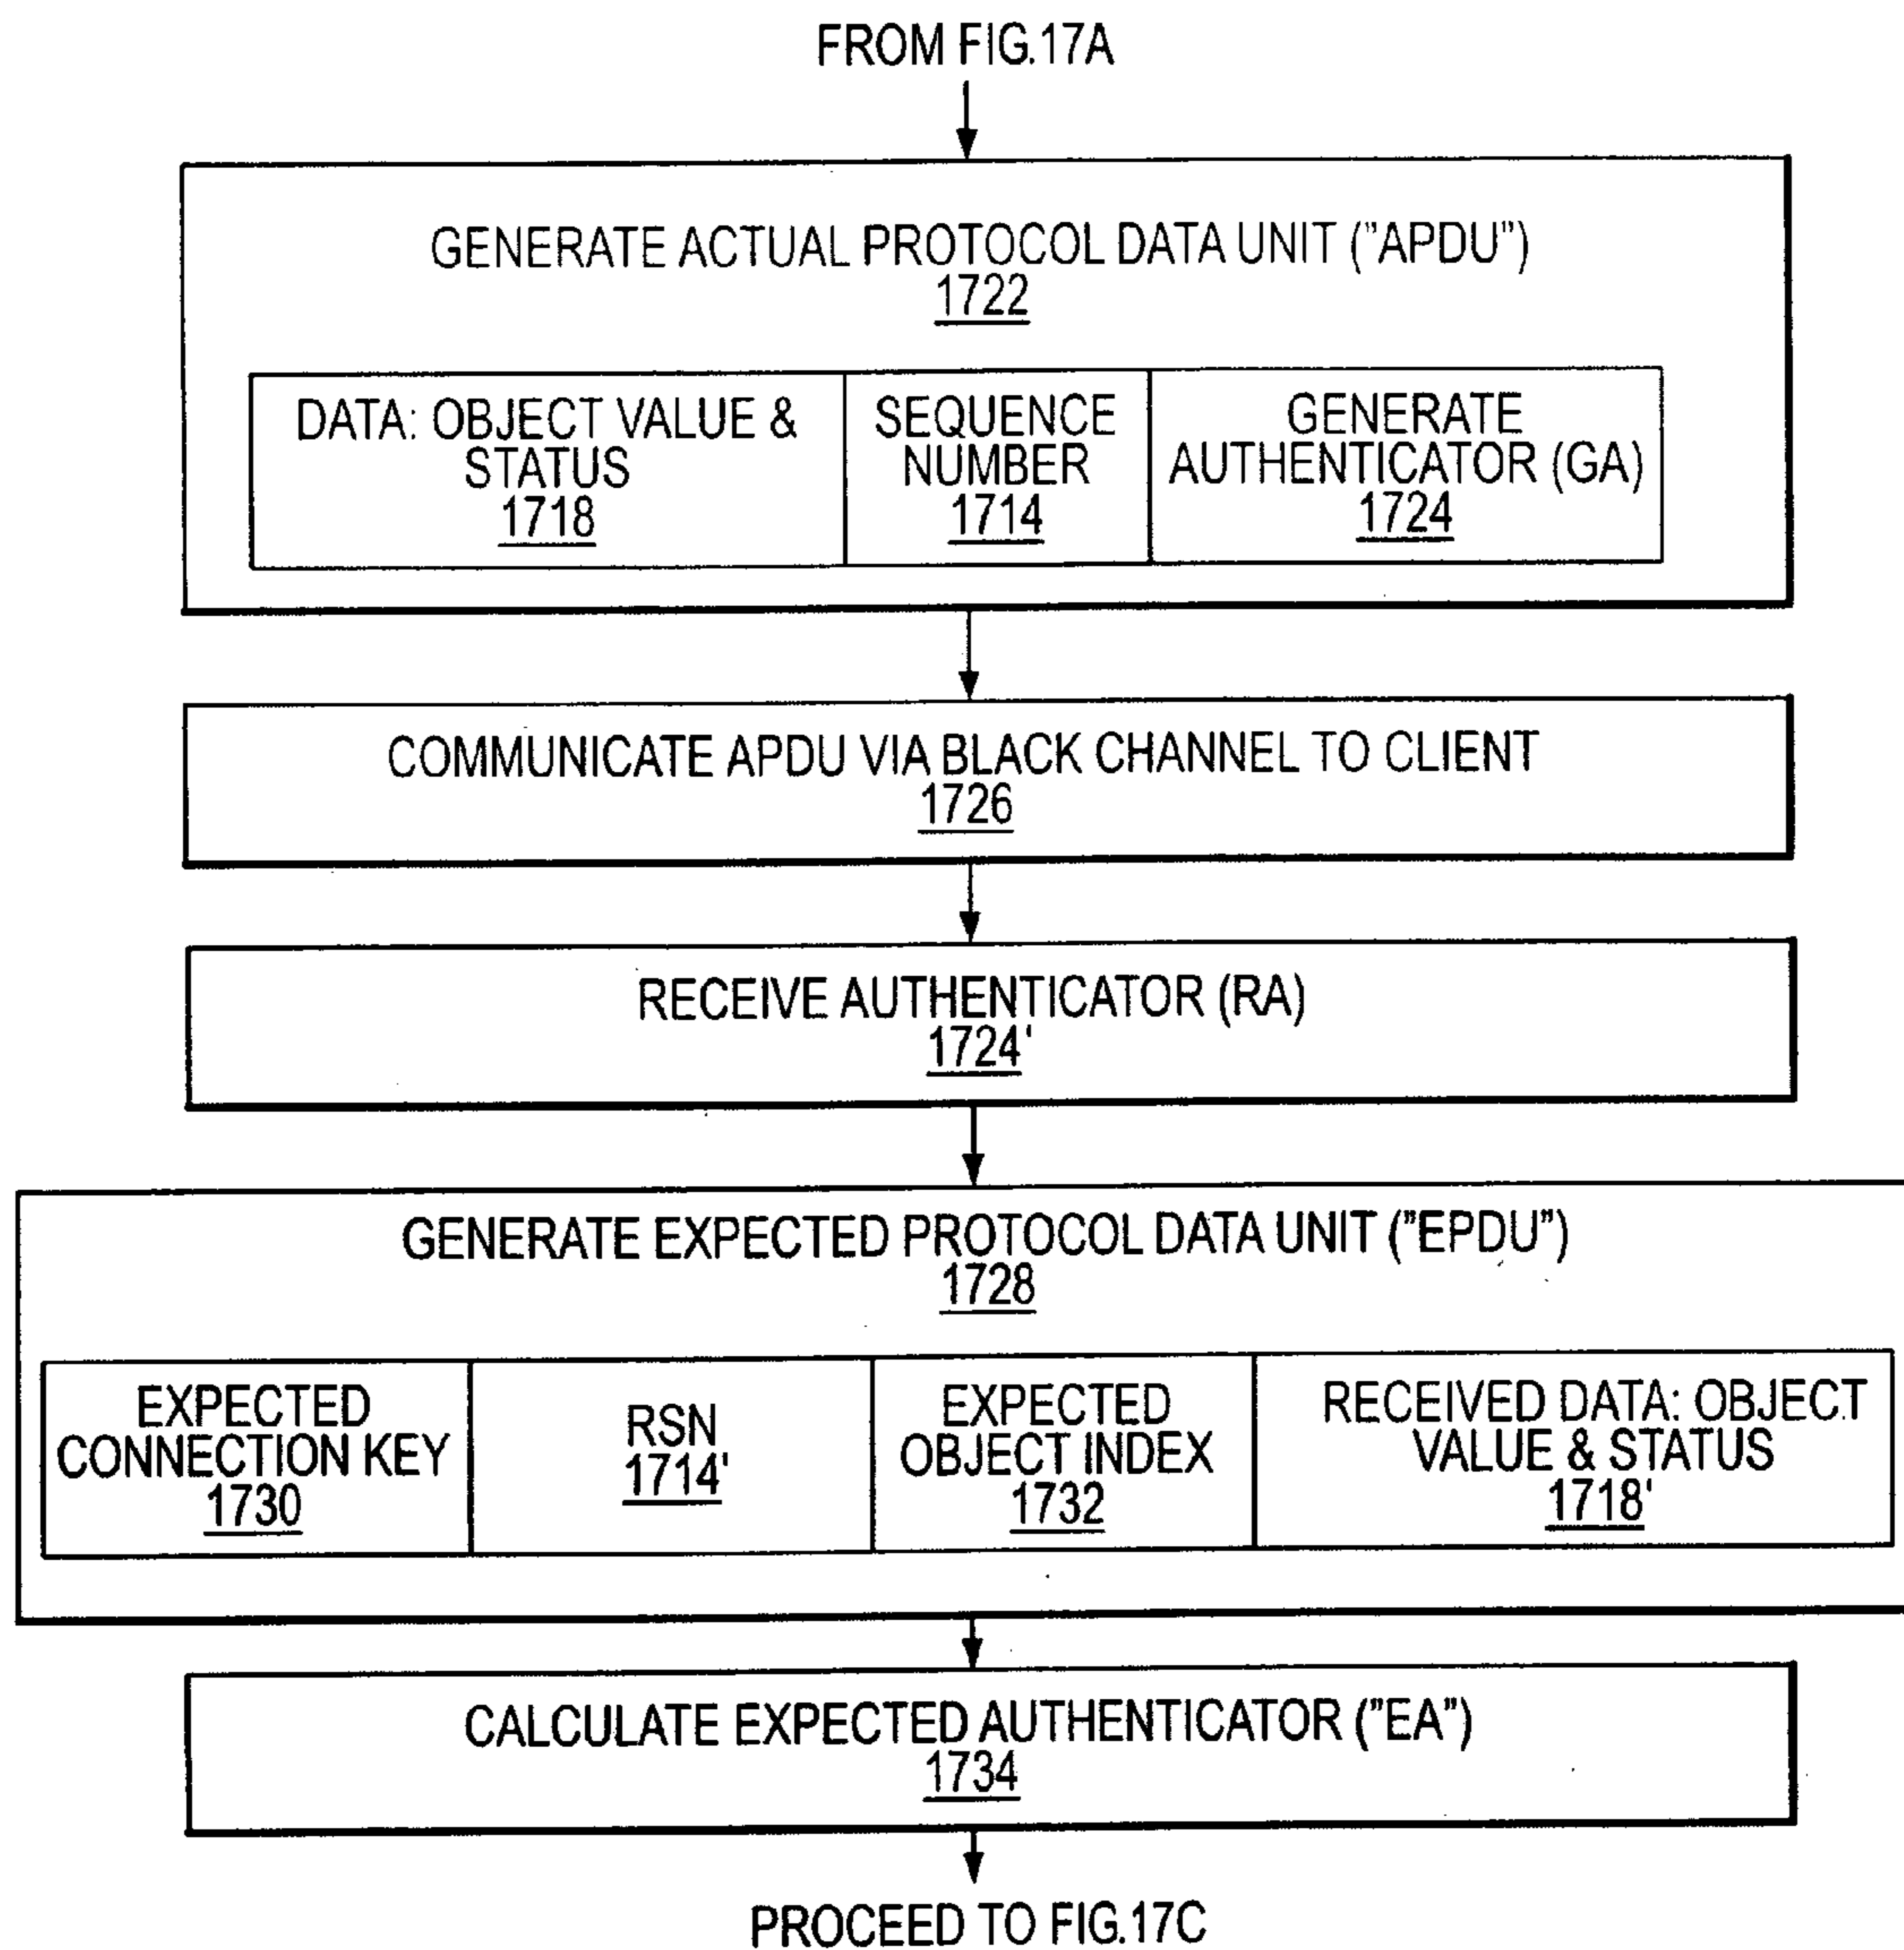 FROM FIG.17A
GENERATE ACTUAL PROTOCOL DATA UNIT ("APDU")
1722
DATA: OBJECT VALUE &
STATUS
1718
SEQUENCE
NUMBER
1714
GENERATE
AUTHENTICATOR (GA)
1724
COMMUNICATE APDU VIA BLACK CHANNEL TO CLIENT
1726
RECEIVE AUTHENTICATOR (RA)
1724'
GENERATE EXPECTED PROTOCOL DATA UNIT ("EPDU")
1728
EXPECTED
CONNECTION KEY
1730
RSN
1714'
EXPECTED
OBJECT INDEX
1732
RECEIVED DATA: OBJECT
VALUE & STATUS
1718'
CALCULATE EXPECTED AUTHENTICATOR ("EA")
1734
PROCEED TO FIG.17C